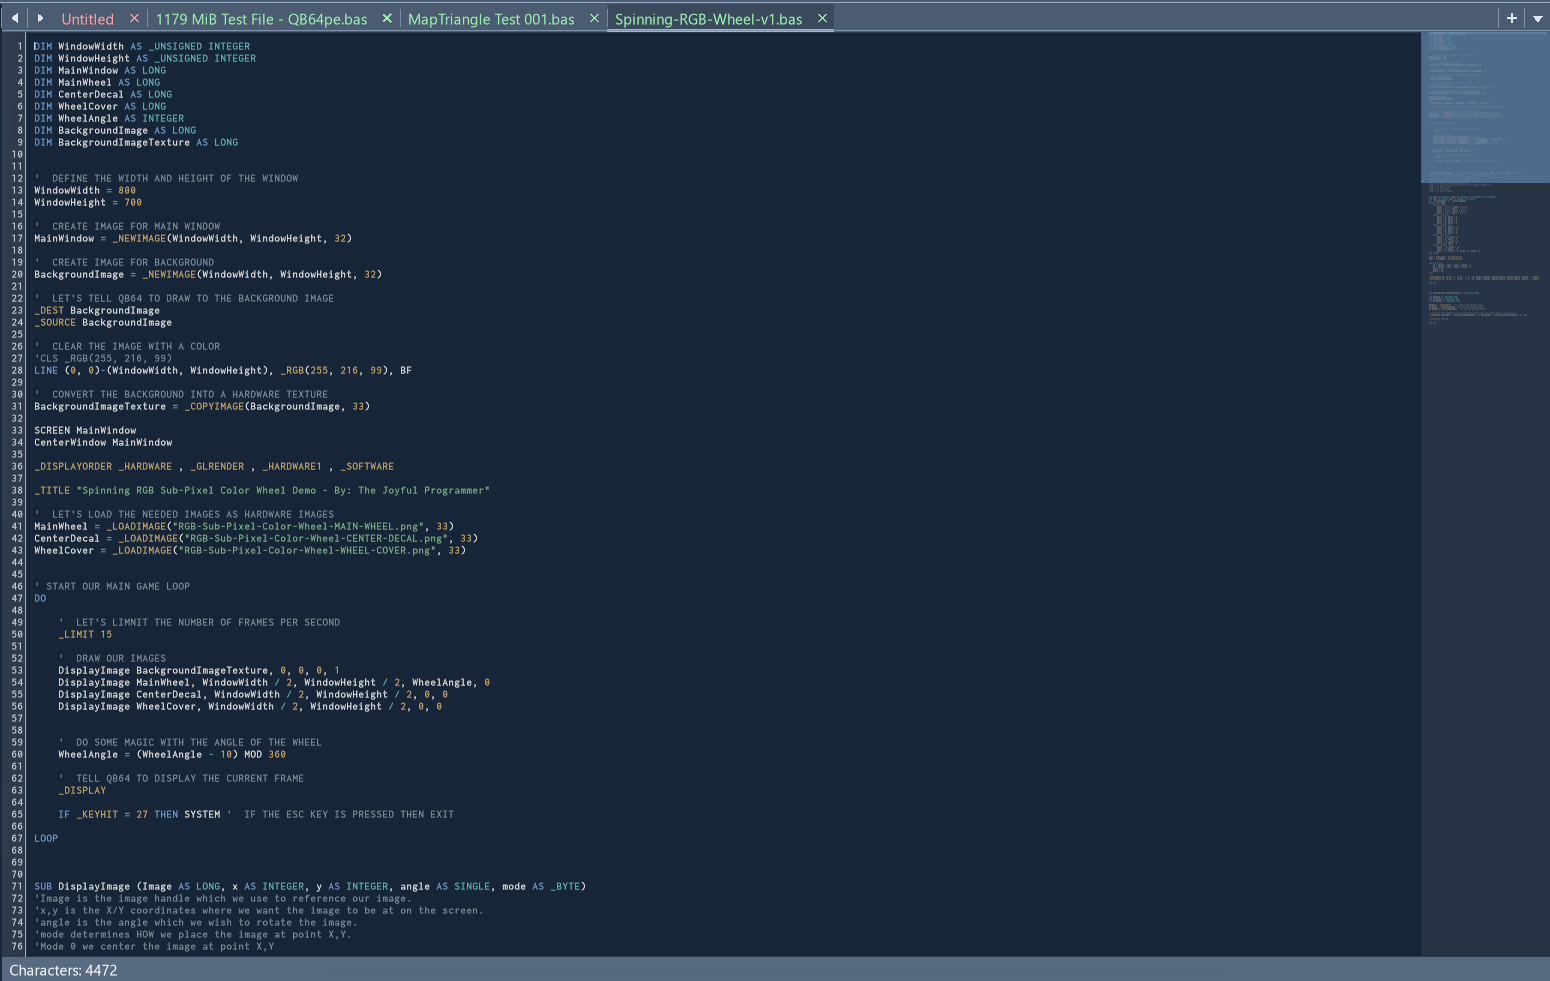 Untitled × 1179 MiB Test File - QB64pe.bas × MapTriangle Test 001.bas × Spinning-RGB-Wheel-v1.bas ×
1 DIM WindowWidth AS _UNSIGNED INTEGER
2 DIM WindowHeight AS _UNSIGNED INTEGER
3 DIM MainWindow AS LONG
4 DIM MainWheel AS LONG
5 DIM CenterDecal AS LONG
6 DIM WheelCover AS LONG
7 DIM WheelAngle AS INTEGER
8 DIM BackgroundImage AS LONG
9 DIM BackgroundImageTexture AS LONG
10
11
12 '  DEFINE THE WIDTH AND HEIGHT OF THE WINDOW
13 WindowWidth = 800
14 WindowHeight = 700
15
16 '  CREATE IMAGE FOR MAIN WINDOW
17 MainWindow = _NEWIMAGE(WindowWidth, WindowHeight, 32)
18
19 '  CREATE IMAGE FOR BACKGROUND
20 BackgroundImage = _NEWIMAGE(WindowWidth, WindowHeight, 32)
21
22 '  LET'S TELL QB64 TO DRAW TO THE BACKGROUND IMAGE
23 _DEST BackgroundImage
24 _SOURCE BackgroundImage
25
26 '  CLEAR THE IMAGE WITH A COLOR
27 'CLS _RGB(255, 216, 99)
28 LINE (0, 0)-(WindowWidth, WindowHeight), _RGB(255, 216, 99), BF
29
30 '  CONVERT THE BACKGROUND INTO A HARDWARE TEXTURE
31 BackgroundImageTexture = _COPYIMAGE(BackgroundImage, 33)
32
33 SCREEN MainWindow
34 CenterWindow MainWindow
35
36 _DISPLAYORDER _HARDWARE , _GLRENDER , _HARDWARE1 , _SOFTWARE
37
38 _TITLE "Spinning RGB Sub-Pixel Color Wheel Demo - By: The Joyful Programmer"
39
40 '  LET'S LOAD THE NEEDED IMAGES AS HARDWARE IMAGES
41 MainWheel = _LOADIMAGE("RGB-Sub-Pixel-Color-Wheel-MAIN-WHEEL.png", 33)
42 CenterDecal = _LOADIMAGE("RGB-Sub-Pixel-Color-Wheel-CENTER-DECAL.png", 33)
43 WheelCover = _LOADIMAGE("RGB-Sub-Pixel-Color-Wheel-WHEEL-COVER.png", 33)
44
45
46 ' START OUR MAIN GAME LOOP
47 DO
48
49     '  LET'S LIMNIT THE NUMBER OF FRAMES PER SECOND
50     _LIMIT 15
51
52     '  DRAW OUR IMAGES
53     DisplayImage BackgroundImageTexture, 0, 0, 0, 1
54     DisplayImage MainWheel, WindowWidth / 2, WindowHeight / 2, WheelAngle, 0
55     DisplayImage CenterDecal, WindowWidth / 2, WindowHeight / 2, 0, 0
56     DisplayImage WheelCover, WindowWidth / 2, WindowHeight / 2, 0, 0
57
58
59     '  DO SOME MAGIC WITH THE ANGLE OF THE WHEEL
60     WheelAngle = (WheelAngle - 10) MOD 360
61
62     '  TELL QB64 TO DISPLAY THE CURRENT FRAME
63     _DISPLAY
64
65     IF _KEYHIT = 27 THEN SYSTEM '  IF THE ESC KEY IS PRESSED THEN EXIT
66
67 LOOP
68
69
70
71 SUB DisplayImage (Image AS LONG, x AS INTEGER, y AS INTEGER, angle AS SINGLE, mode AS _BYTE)
72 'Image is the image handle which we use to reference our image.
73 'x,y is the X/Y coordinates where we want the image to be at on the screen.
74 'angle is the angle which we wish to rotate the image.
75 'mode determines HOW we place the image at point X,Y.
76 'Mode 0 we center the image at point X,Y
Characters: 4472